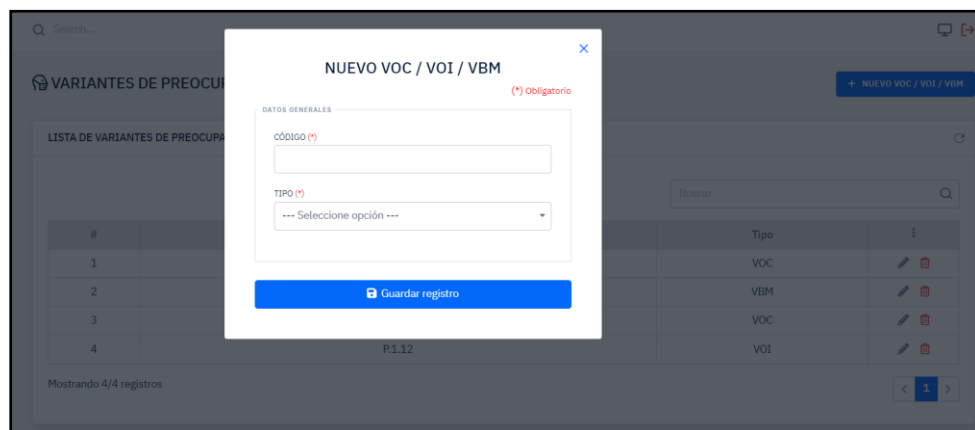 Search...
NUEVO VOC / VOI / VBM
(*) Obligatorio
VARIANTES DE PREOCU
+ NUEVO VOC / VOI / VBM
DATOS GENERALES
LISTA DE VARIANTES DE PREOCUPA
CÓDIGO (*)
TIPO (*)
--- Seleccione opción ---
Buscar
# Tipo
1 VOC
2 VBM
Guardar registro
3 VOC
4 P.1.12 VOI
Mostrando 4/4 registros
< 1 >